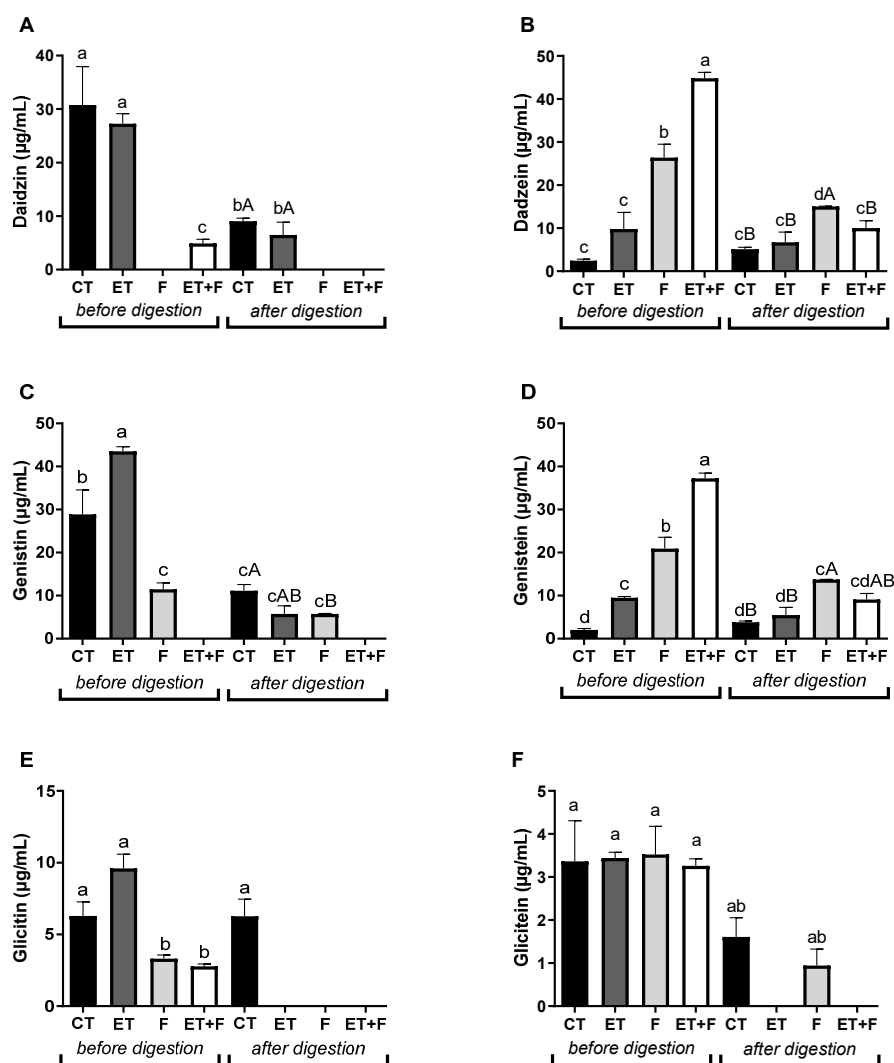 A
Daidzin (µg/mL)
40
30
20
10
0
a
a
c
bA
bA
CT ET F ET+F CT ET F ET+F
before digestion after digestion
B
Dadzein (µg/mL)
50
40
30
20
10
0
c
c
b
a
cB
cB
dA
cB
CT ET F ET+F CT ET F ET+F
before digestion after digestion
C
Genistin (µg/mL)
50
40
30
20
10
0
b
a
c
cA
cAB
cB
CT ET F ET+F CT ET F ET+F
before digestion after digestion
D
Genistein (µg/mL)
50
40
30
20
10
0
d
c
b
a
dB
dB
cA
cdAB
CT ET F ET+F CT ET F ET+F
before digestion after digestion
E
Glicitin (µg/mL)
15
10
5
0
a
a
b
b
a
CT ET F ET+F CT ET F ET+F
before digestion after digestion
F
Glicitein (µg/mL)
5
4
3
2
1
0
a
a
a
a
ab
ab
CT ET F ET+F CT ET F ET+F
before digestion after digestion